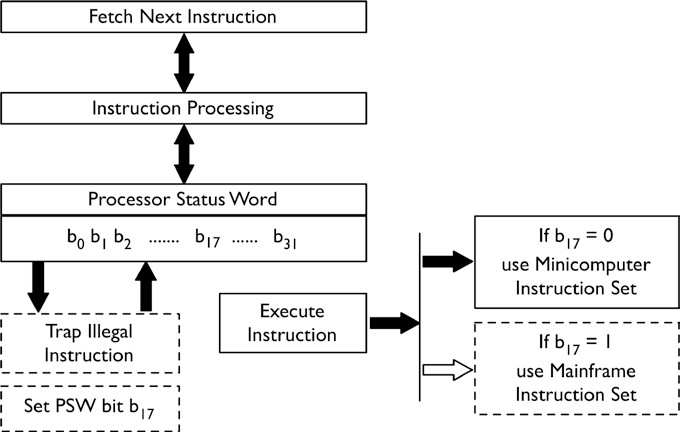 Fetch Next Instruction
Instruction Processing
Processor Status Word
b0 b1 b2 ....... b17 ...... b31
Trap Illegal
Instruction
Set PSW bit b17
Execute
Instruction
If b17 = 0
use Minicomputer
Instruction Set
If b17 = 1
use Mainframe
Instruction Set